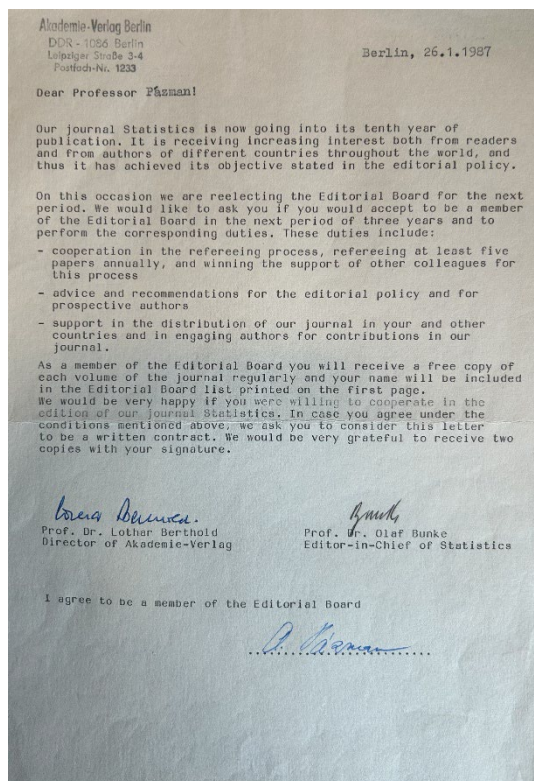 Akademie-Verlag Berlin
DDR - 1086 Berlin
Leipziger Straße 3-4
Postfach-Nr. 1233
Berlin, 26.1.1987
Dear Professor Pázman!
Our journal Statistics is now going into its tenth year of
publication. It is receiving increasing interest both from readers
and from authors of different countries throughout the world, and
thus it has achieved its objective stated in the editorial policy.
On this occasion we are reelecting the Editorial Board for the next
period. We would like to ask you if you would accept to be a member
of the Editorial Board in the next period of three years and to
perform the corresponding duties. These duties include:
- cooperation in the refereeing process, refereeing at least five
papers annually, and winning the support of other colleagues for
this process
- advice and recommendations for the editorial policy and for
prospective authors
- support in the distribution of our journal in your and other
countries and in engaging authors for contributions in our
journal.
As a member of the Editorial Board you will receive a free copy of
each volume of the journal regularly and your name will be included
in the Editorial Board list printed on the first page.
We would be very happy if you were willing to cooperate in the
edition of our journal Statistics. In case you agree under the
conditions mentioned above, we ask you to consider this letter
to be a written contract. We would be very grateful to receive two
copies with your signature.
Bunke
Prof. Dr. Lothar Berthold
Director of Akademie-Verlag
Prof. Dr. Olaf Bunke
Editor-in-Chief of Statistics
I agree to be a member of the Editorial Board
A. Pázman